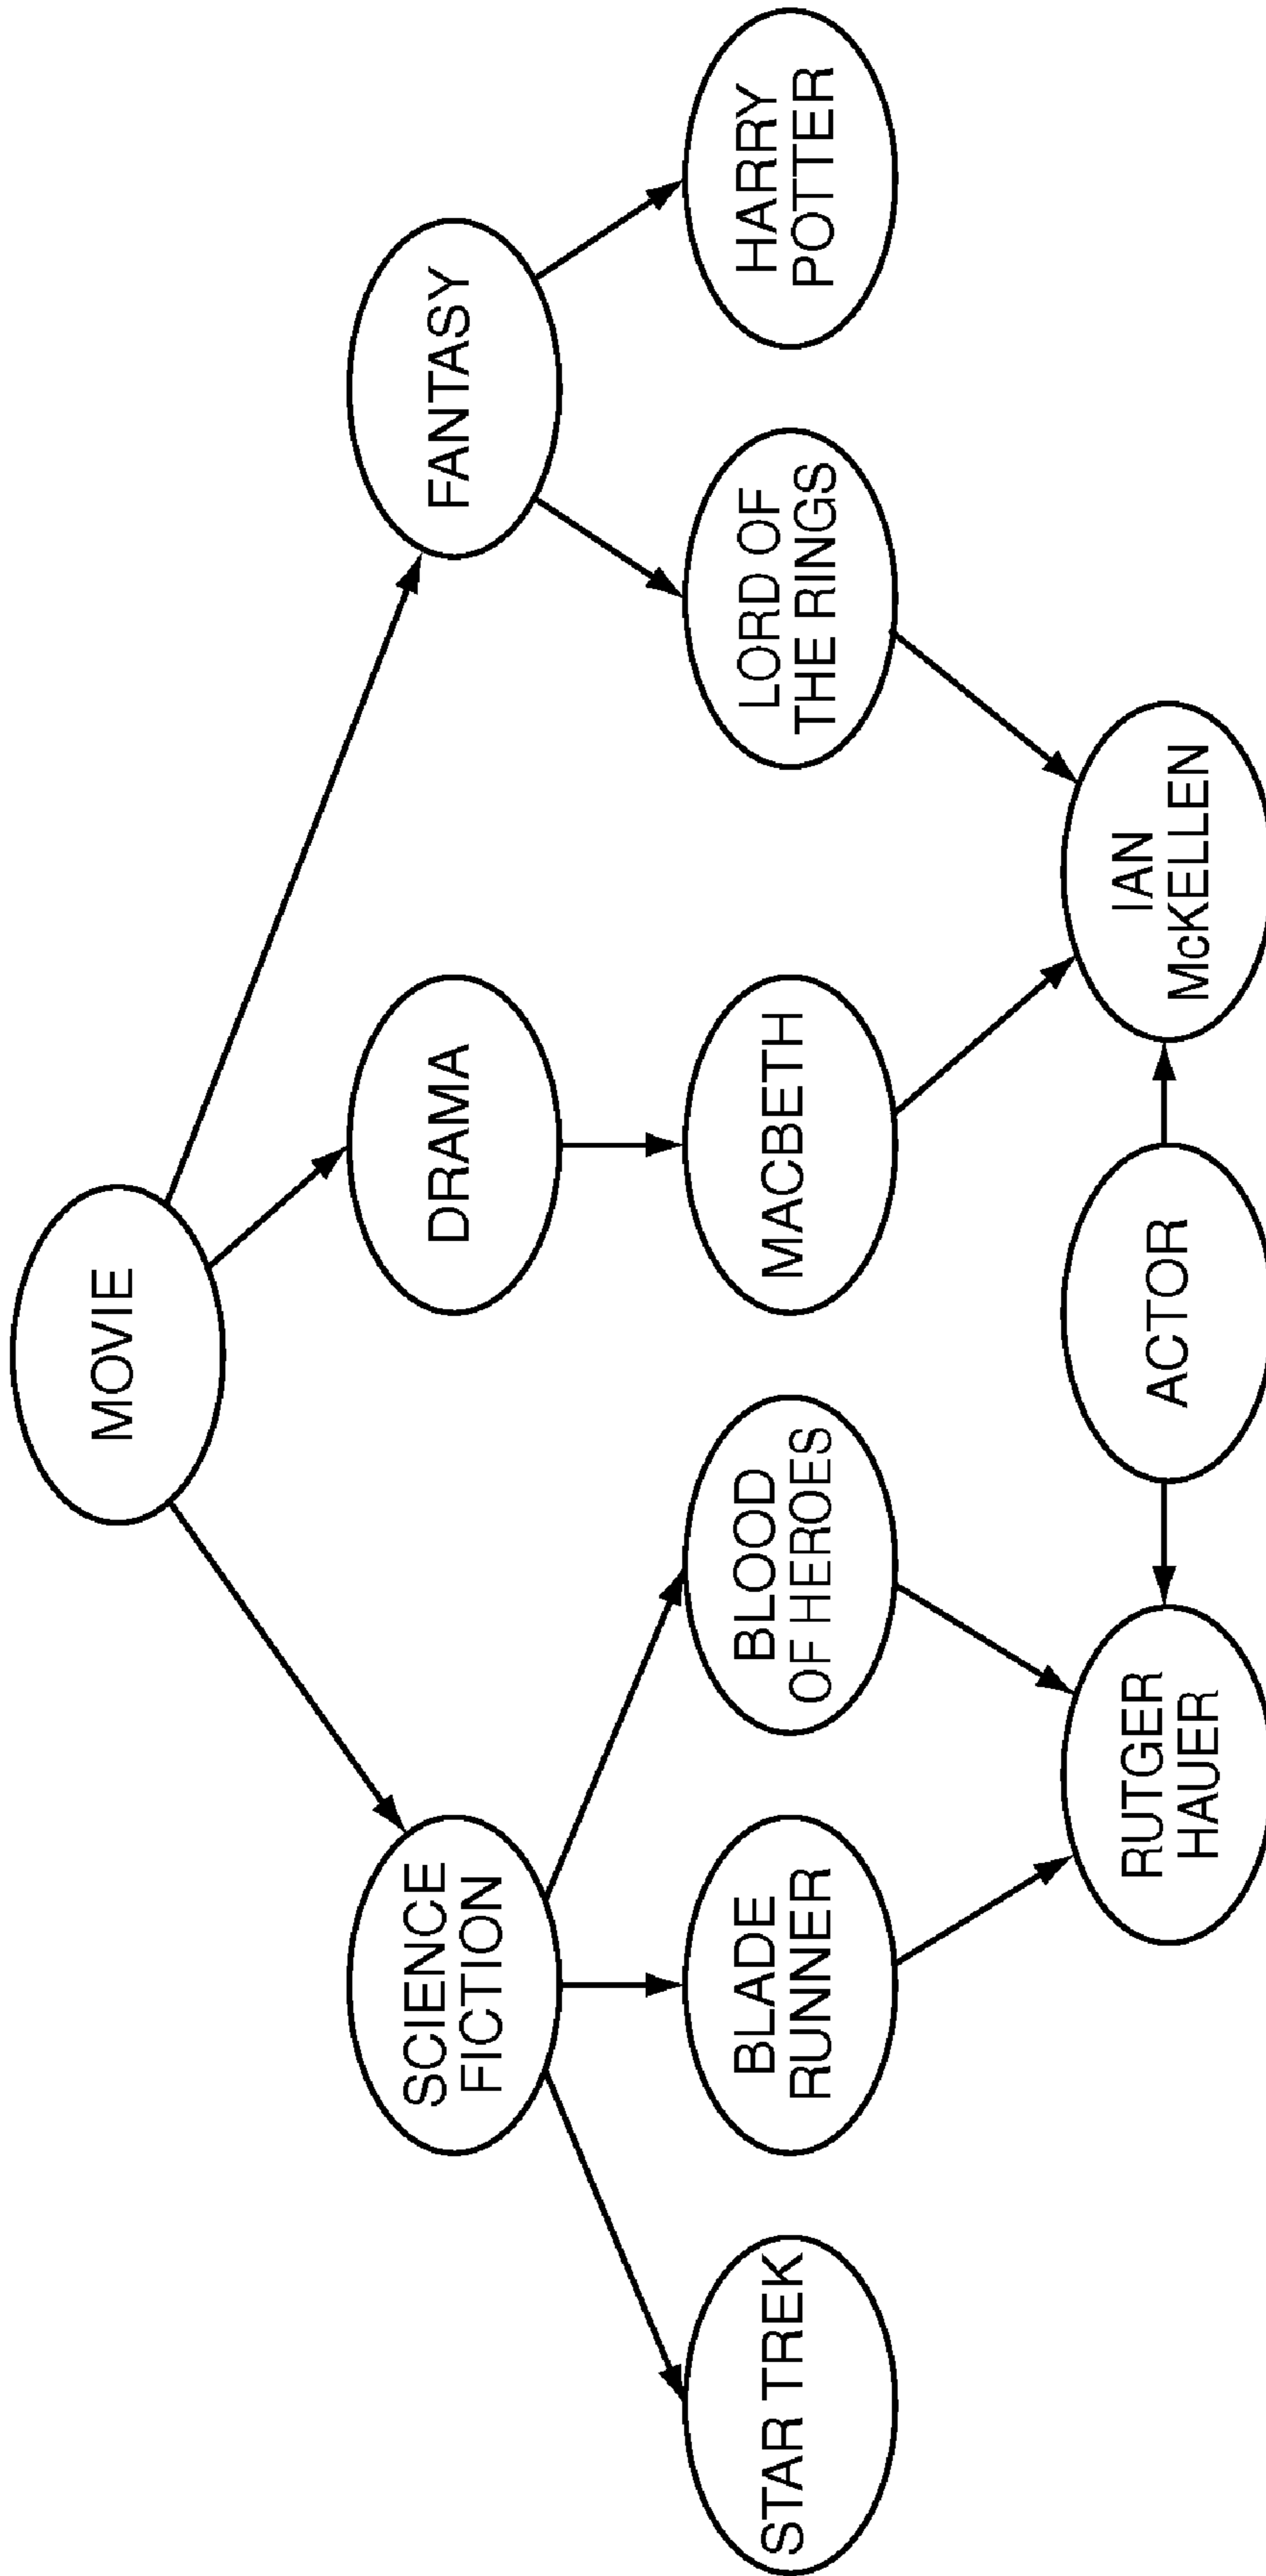 MOVIE
SCIENCE
FICTION
DRAMA
FANTASY
STAR TREK
BLADE
RUNNER
BLOOD
OF HEROES
MACBETH
LORD OF
THE RINGS
HARRY
POTTER
RUTGER
HAUER
ACTOR
IAN
McKELLEN